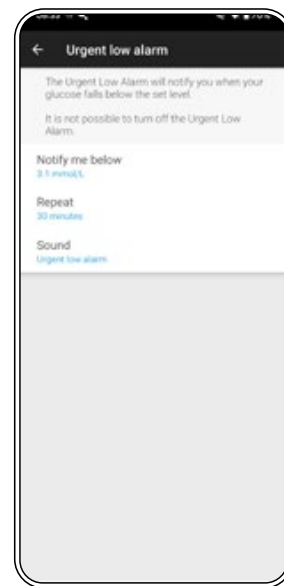 Urgent low alarm
The Urgent Low Alarm will notify you when your
glucose falls below the set level.
It is not possible to turn off the Urgent Low
Alarm.
Notify me below
3.1 mmol/L
Repeat
30 minutes
Sound
Urgent low alarm